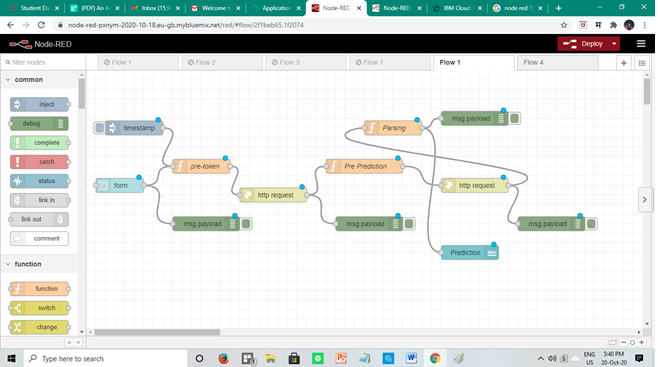 Student Da
(PDF) An Ac
Inbox (15,9
Welcome to
Application
Node-RED
Node-RED
IBM Cloud
node red T
node-red-pxnym-2020-10-18.eu-gb.mybluemix.net/red/#flow/2f1beb65.1f2074
Node-RED
Deploy
filter nodes
Flow 1
Flow 2
Flow 3
Flow 1
Flow 1
Flow 4
common
inject
debug
complete
catch
status
link in
link out
comment
function
function
switch
change
timestamp
form
pre-token
http request
msg.payload
Pre Prediction
msg.payload
Parsing
msg.payload
http request
msg.payload
Prediction
abc
Type here to search
ENG
US
5:40 PM
20-Oct-20